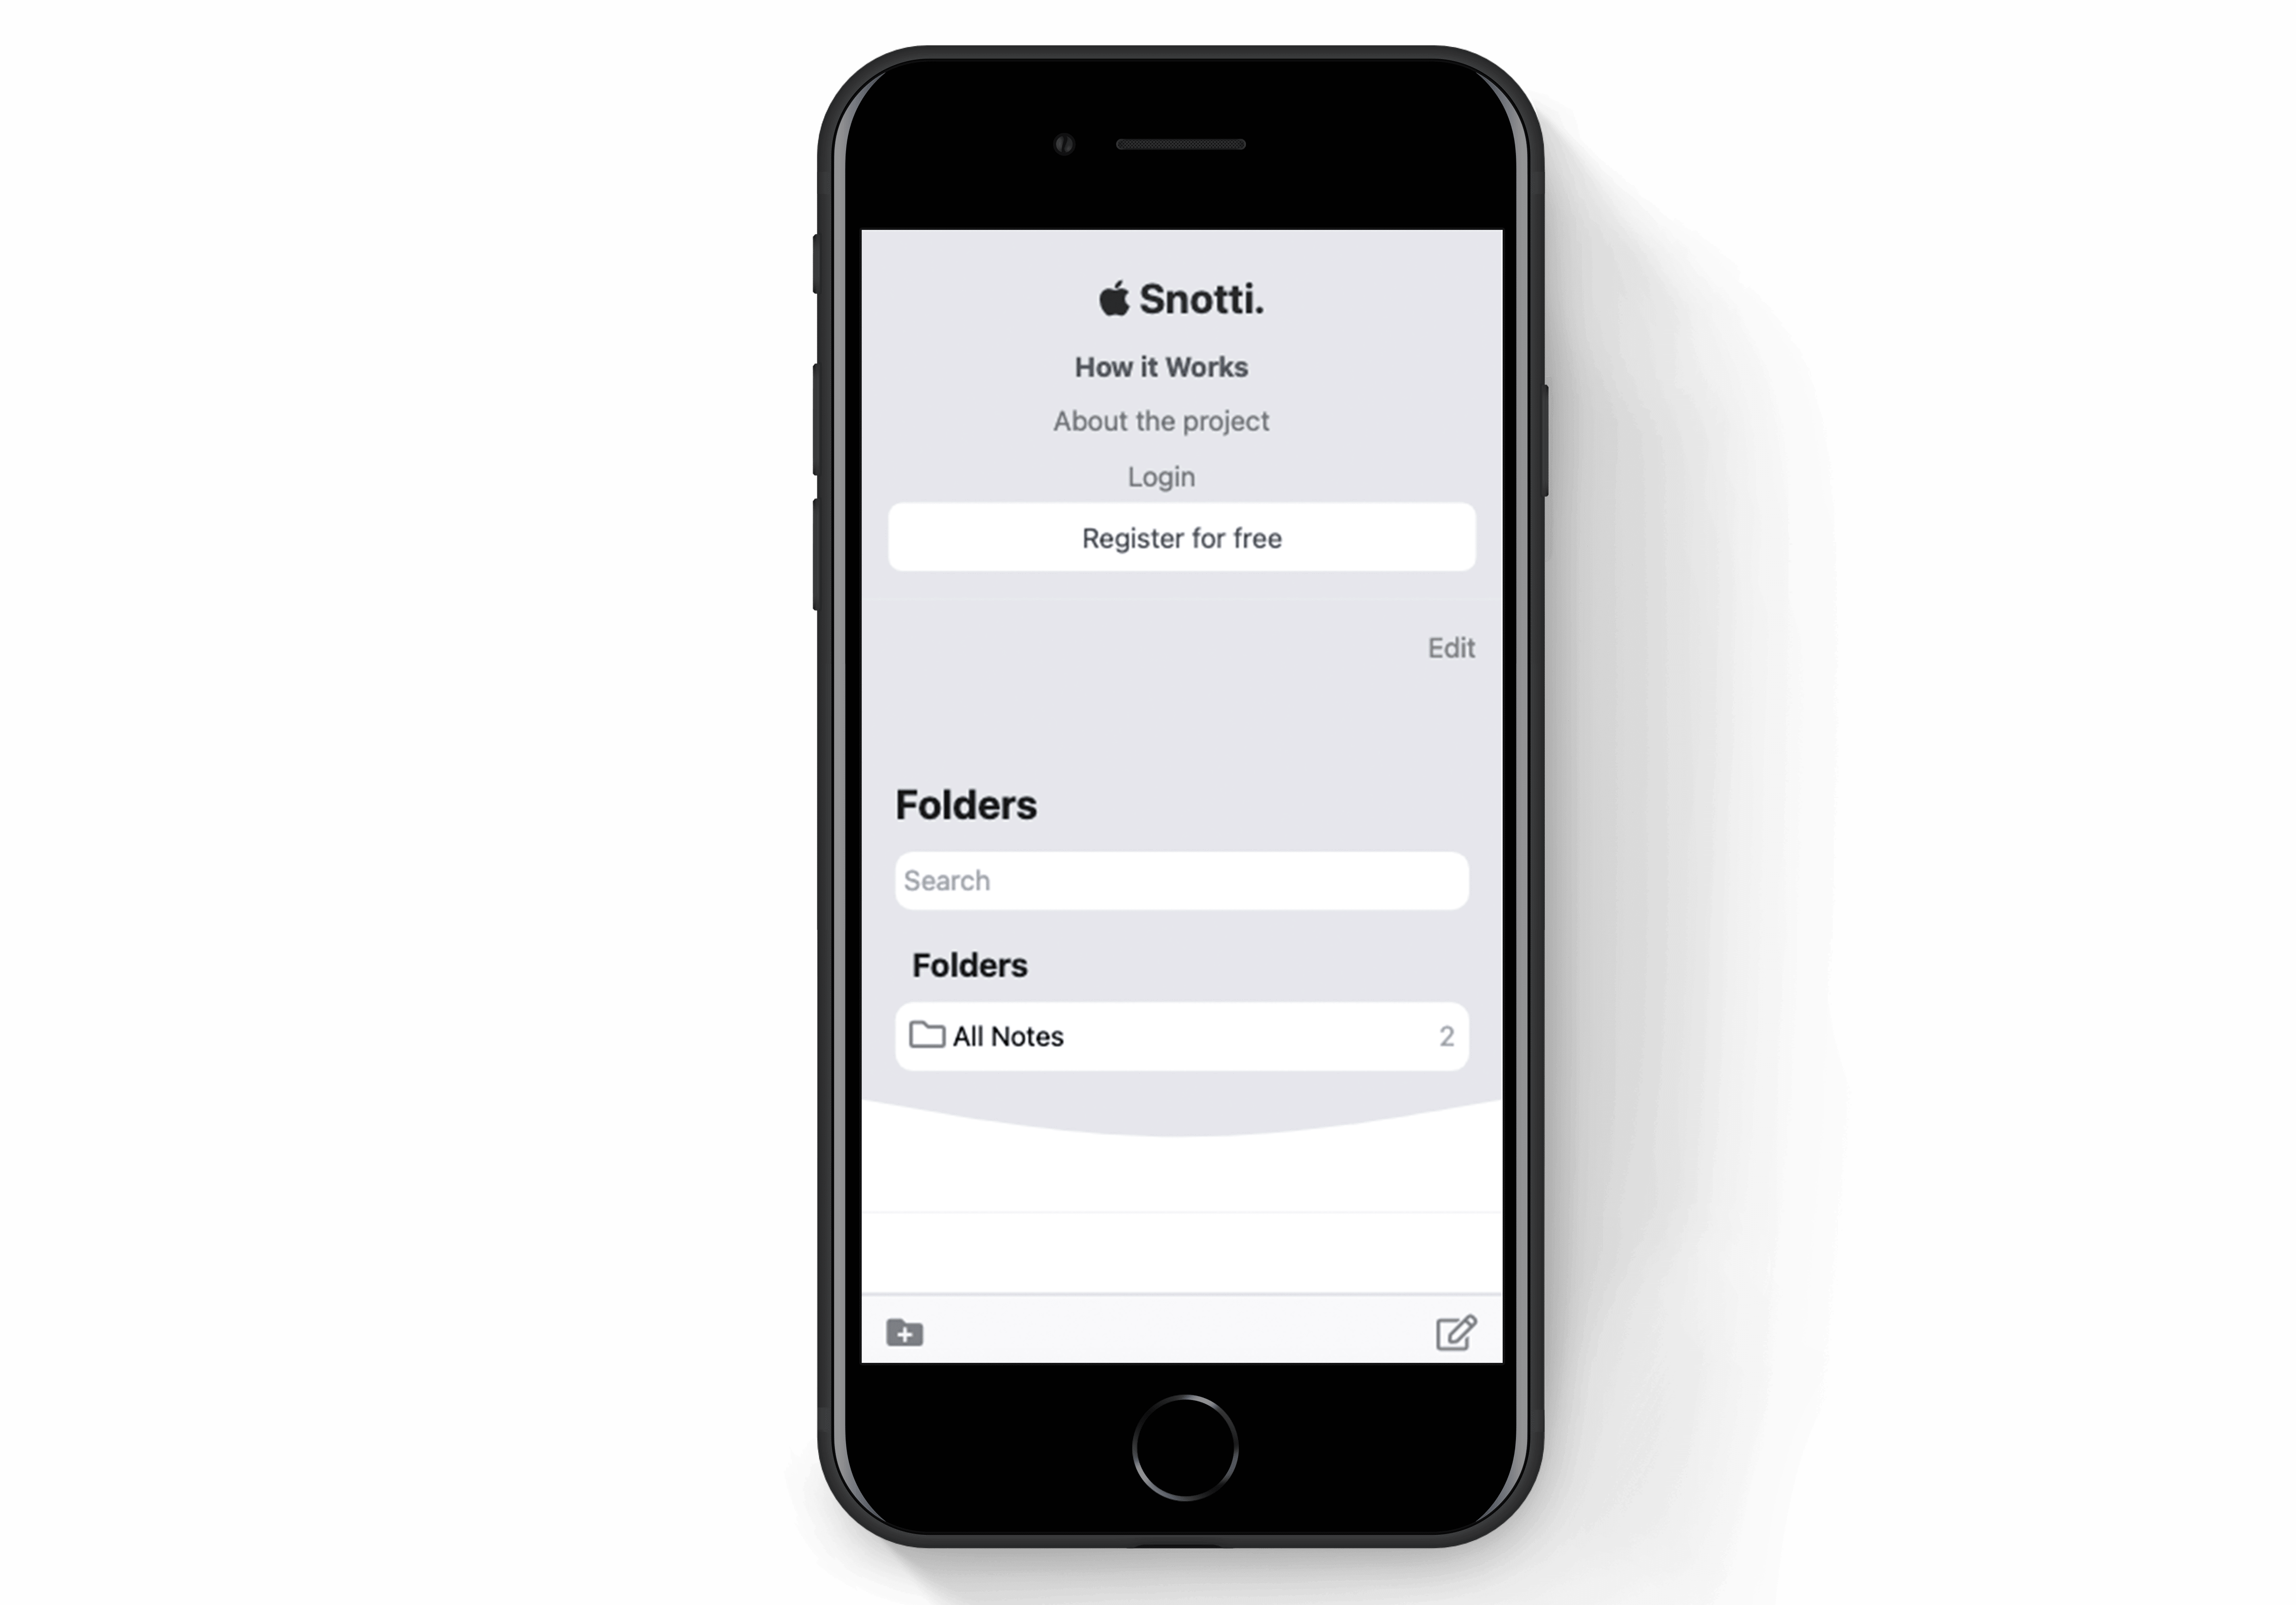 Snotti.
How it Works
About the project
Login
Register for free
Edit
Folders
Search
Folders
All Notes 2